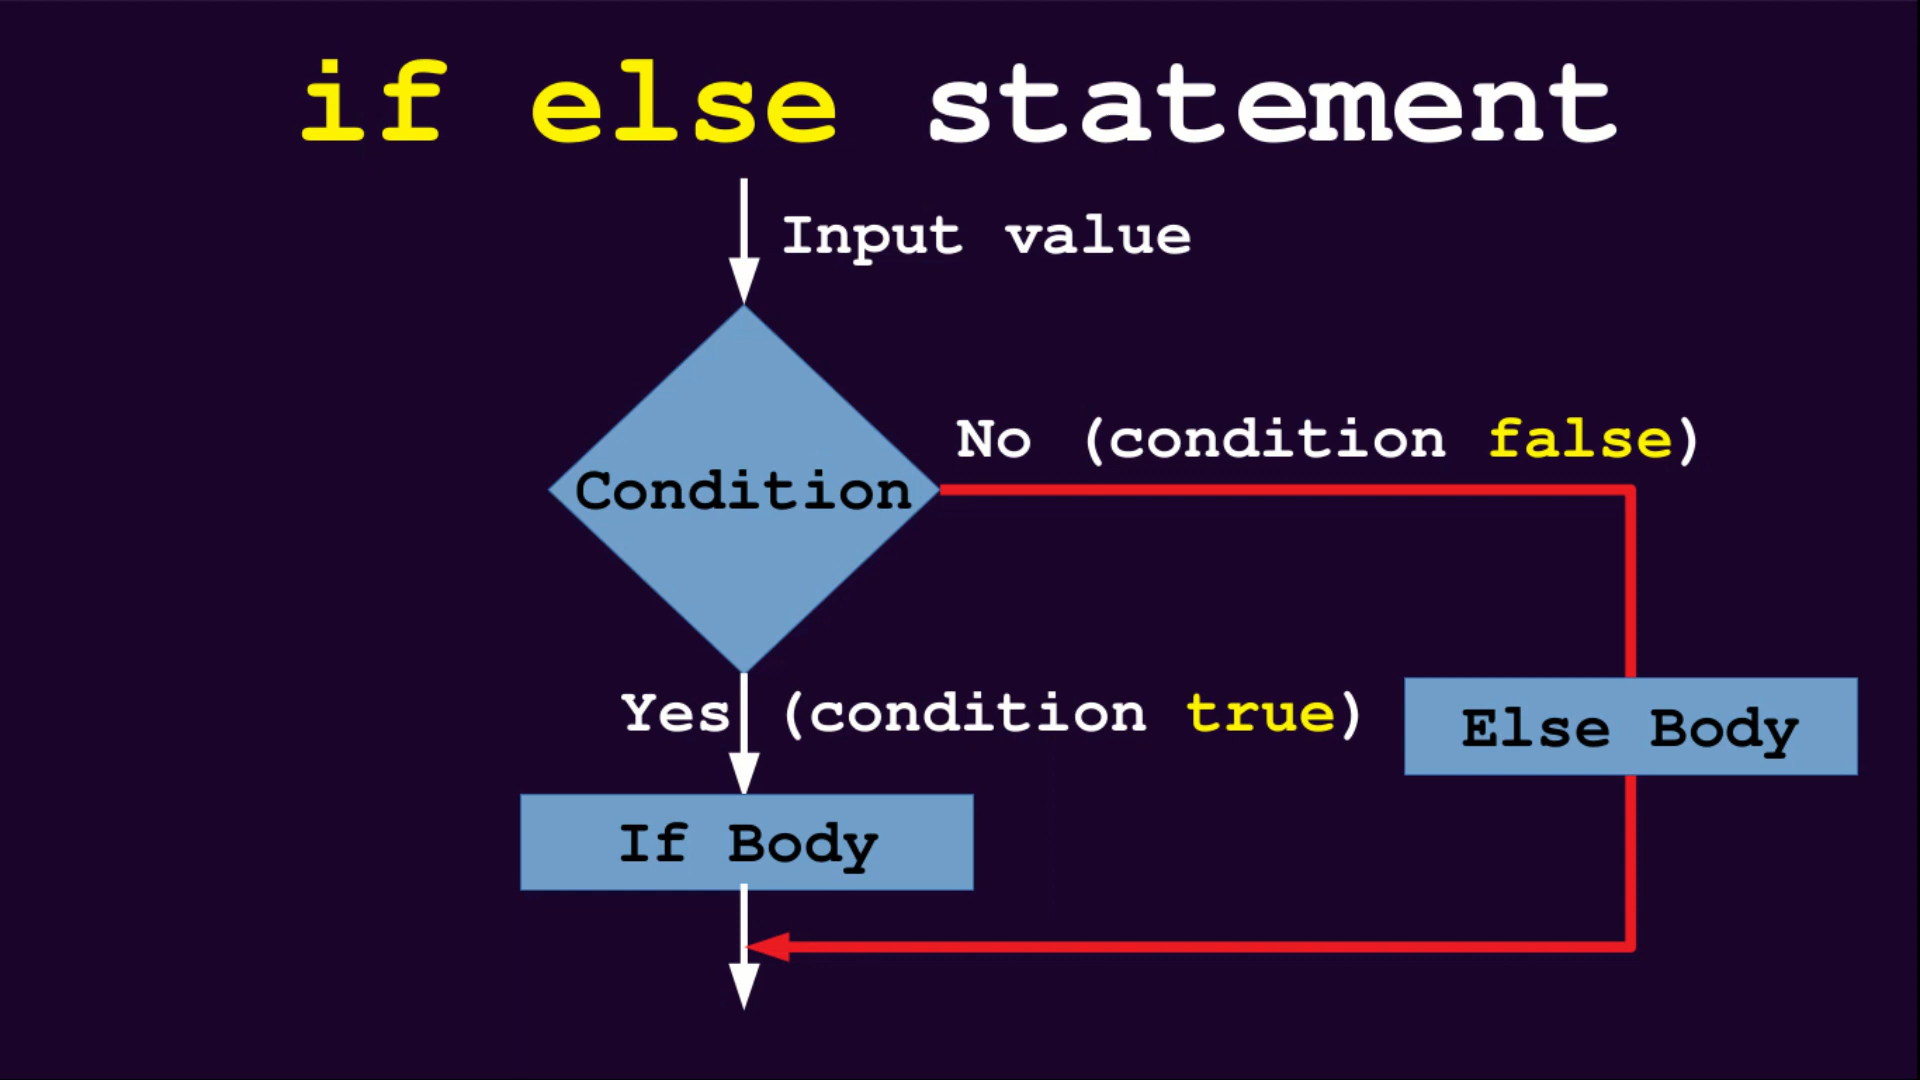 if else statement
Input value
No (condition false)
Condition
Yes (condition true)
Else Body
If Body